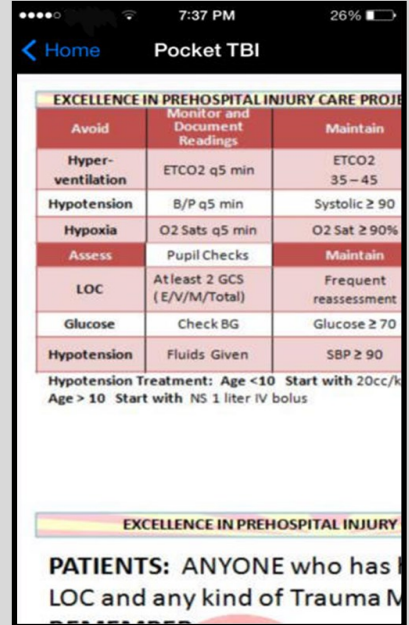 7:37 PM 26%
Home Pocket TBI
EXCELLENCE IN PREHOSPITAL INJURY CARE PROJE
Avoid Monitor and Document Readings Maintain
Hyper-ventilation ETCO2 q5 min ETCO2 35 – 45
Hypotension B/P q5 min Systolic ≥ 90
Hypoxia O2 Sats q5 min O2 Sat ≥ 90%
Assess Pupil Checks Maintain
LOC At least 2 GCS ( E/V/M/Total) Frequent reassessment
Glucose Check BG Glucose ≥ 70
Hypotension Fluids Given SBP ≥ 90
Hypotension Treatment: Age <10 Start with 20cc/k
Age > 10 Start with NS 1 liter IV bolus
EXCELLENCE IN PREHOSPITAL INJURY
PATIENTS: ANYONE who has
LOC and any kind of Trauma M